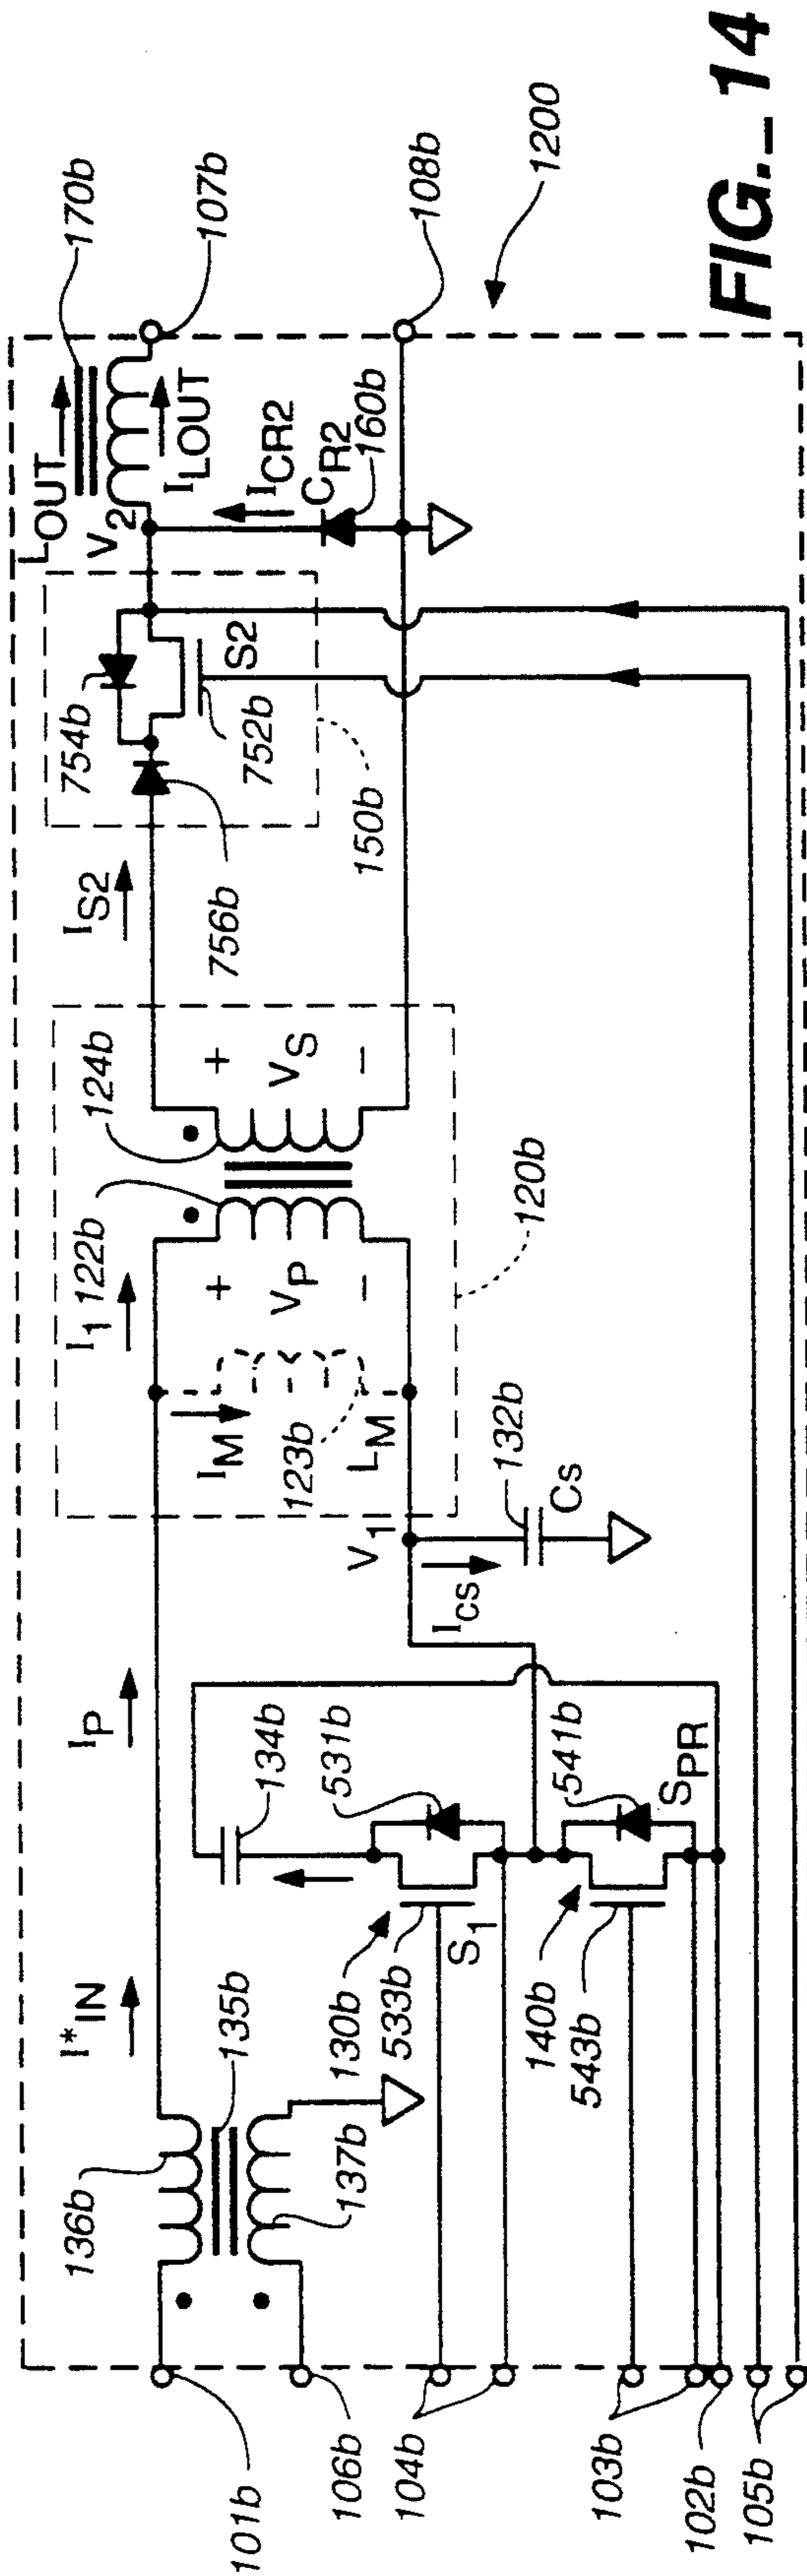 101b
106b
104b
103b
102b
105b
136b
135b
137b
I*IN
IP
130b
533b
S1
531b
134b
140b
543b
541b
SPR
V1
ICS
132b
CS
I1
122b
124b
IM
123b
LM
+
VP
−
+
VS
−
120b
IS2
756b
754b
752b
S2
150b
V2
LOUT
ILOUT
170b
ICR2
CR2
160b
107b
108b
1200
FIG._14